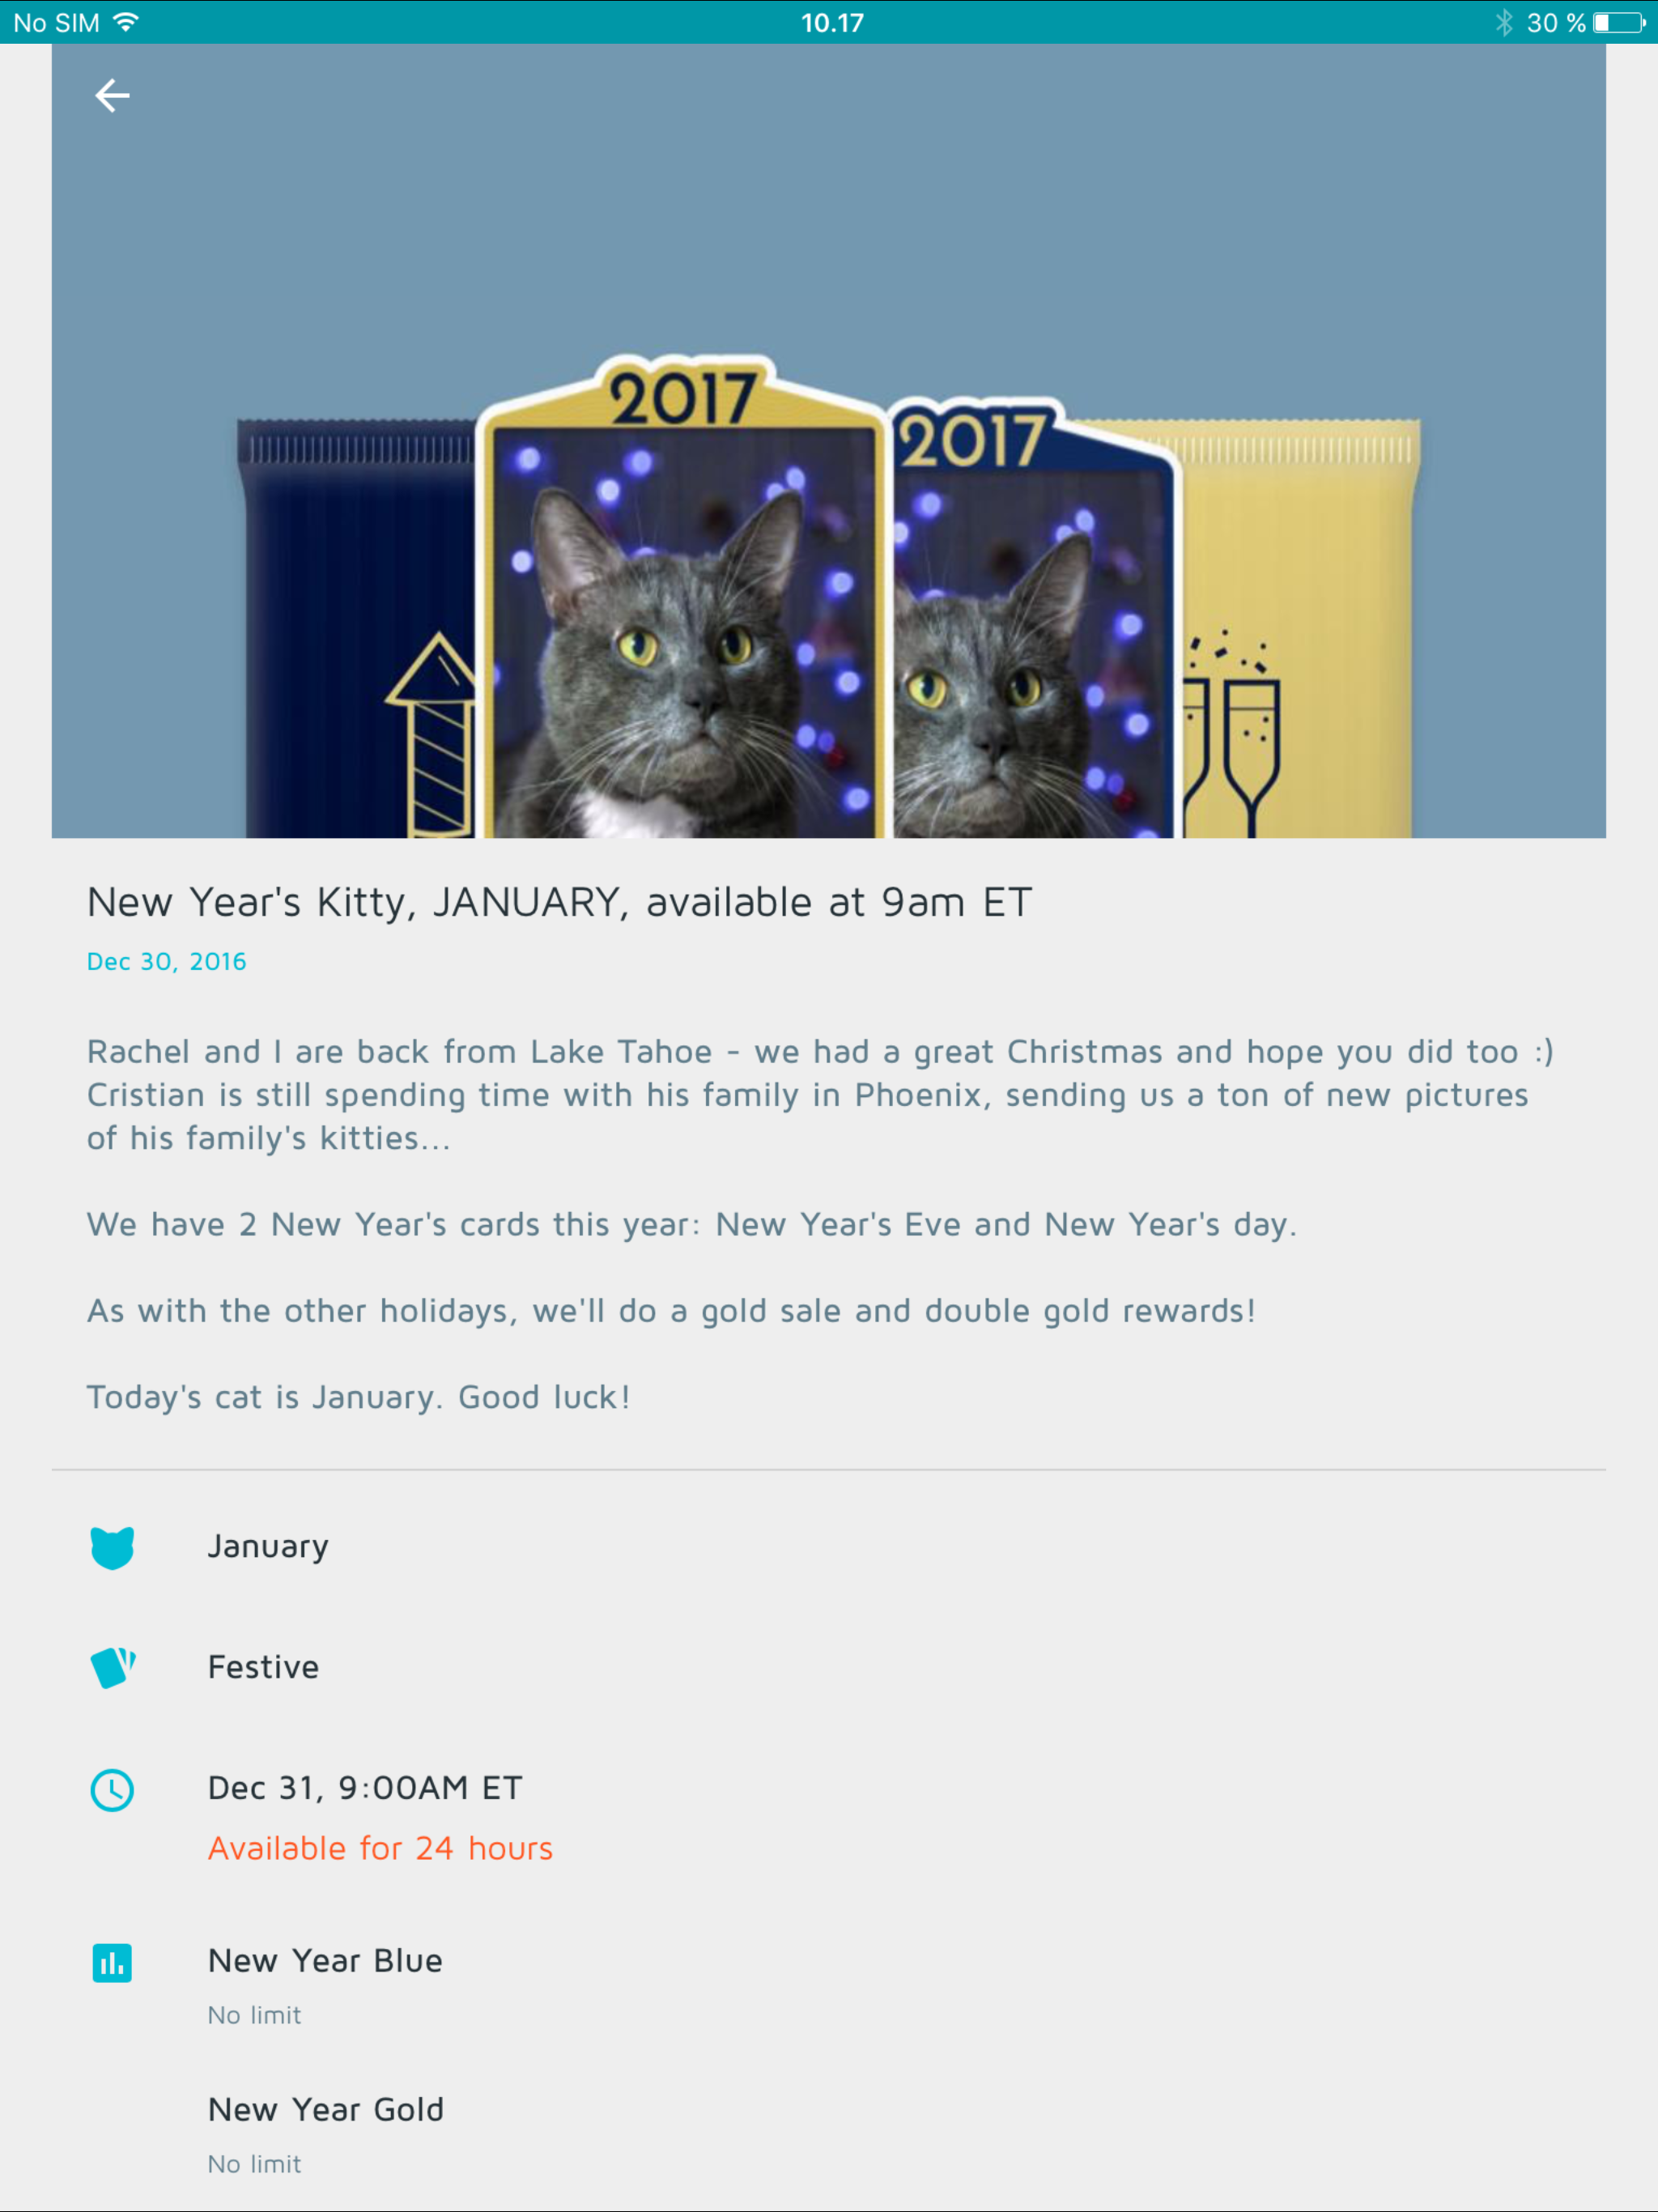 No SIM
10.17
30 %
2017
2017
New Year's Kitty, JANUARY, available at 9am ET
Dec 30, 2016
Rachel and I are back from Lake Tahoe - we had a great Christmas and hope you did too :)
Cristian is still spending time with his family in Phoenix, sending us a ton of new pictures
of his family's kitties...
We have 2 New Year's cards this year: New Year's Eve and New Year's day.
As with the other holidays, we'll do a gold sale and double gold rewards!
Today's cat is January. Good luck!
January
Festive
Dec 31, 9:00AM ET
Available for 24 hours
New Year Blue
No limit
New Year Gold
No limit